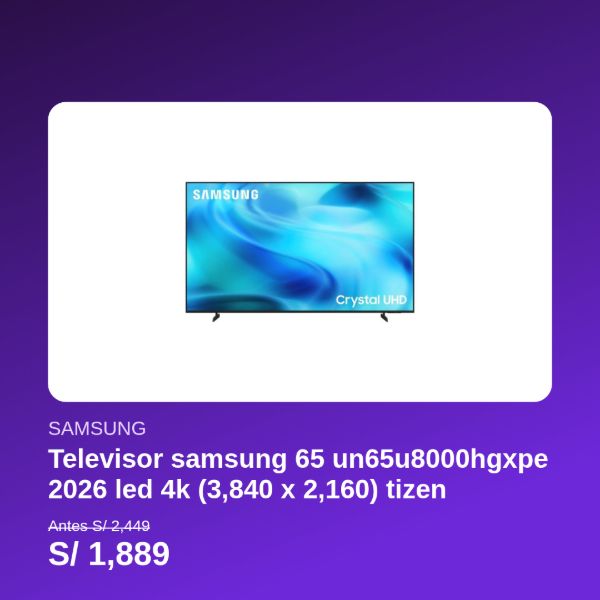 SAMSUNG
Crystal UHD
SAMSUNG
Televisor samsung 65 un65u8000hgxpe
2026 led 4k (3,840 x 2,160) tizen
Antes S/ 2,449
S/ 1,889